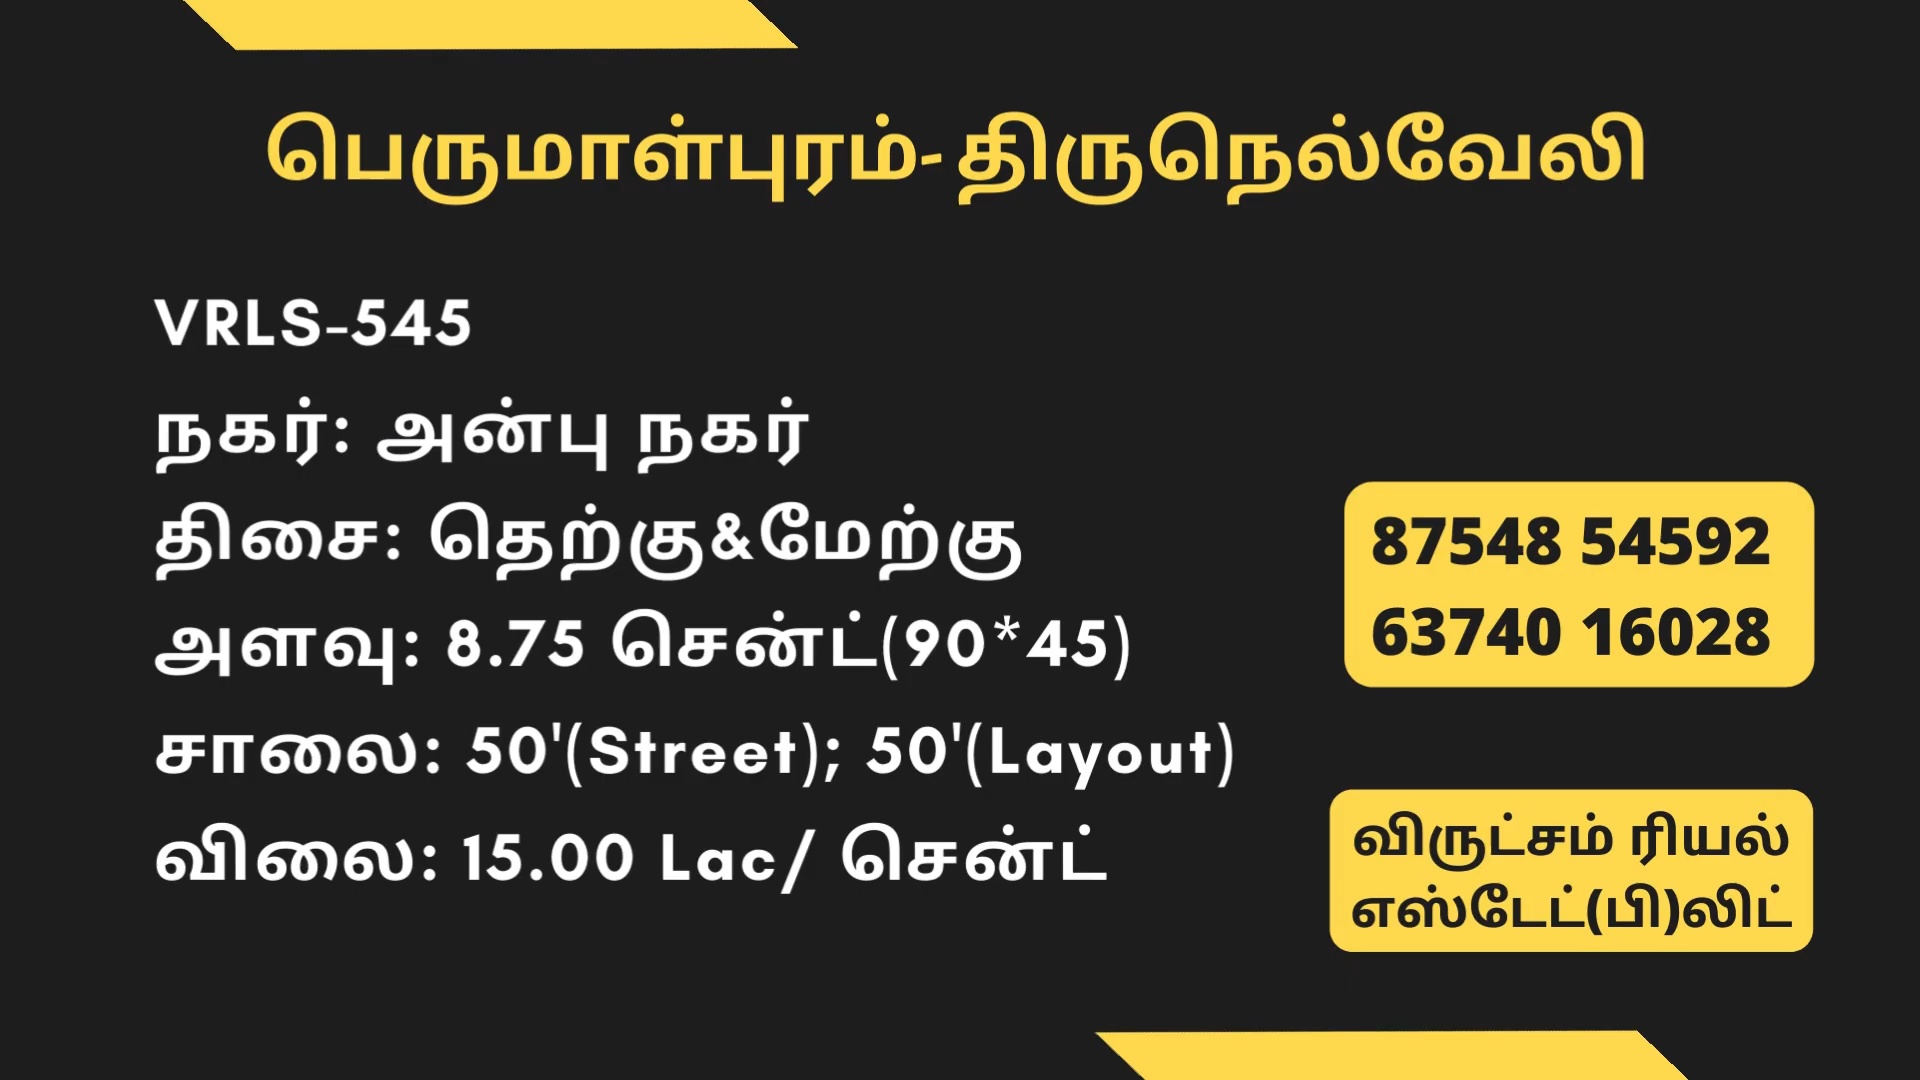 பெருமாள்புரம்-திருநெல்வேலி
VRLS-545
நகர்: அன்பு நகர்
திசை: தெற்கு&மேற்கு
அளவு: 8.75 சென்ட்(90*45)
சாலை: 50'(Street); 50'(Layout)
விலை: 15.00 Lac/ சென்ட்
87548 54592
63740 16028
விருட்சம் ரியல்
எஸ்டேட்(பி)லிட்